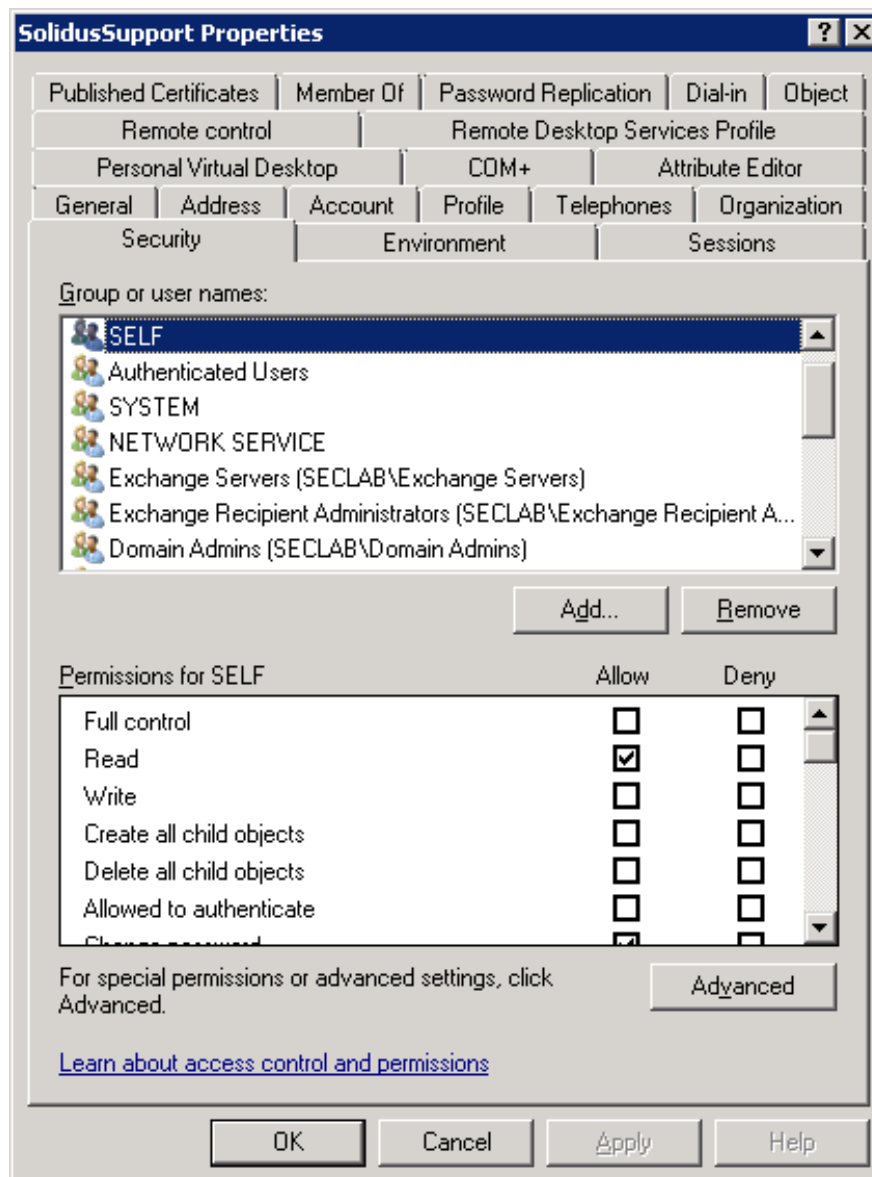 SolidusSupport Properties
Published Certificates Member Of Password Replication Dial-in Object
Remote control Remote Desktop Services Profile
Personal Virtual Desktop COM+ Attribute Editor
General Address Account Profile Telephones Organization
Security Environment Sessions
Group or user names:
SELF
Authenticated Users
SYSTEM
NETWORK SERVICE
Exchange Servers (SECLAB\Exchange Servers)
Exchange Recipient Administrators (SECLAB\Exchange Recipient A...
Domain Admins (SECLAB\Domain Admins)
Add... Remove
Permissions for SELF Allow Deny
Full control
Read
Write
Create all child objects
Delete all child objects
Allowed to authenticate
Change password
For special permissions or advanced settings, click
Advanced.
Advanced
Learn about access control and permissions
OK Cancel Apply Help